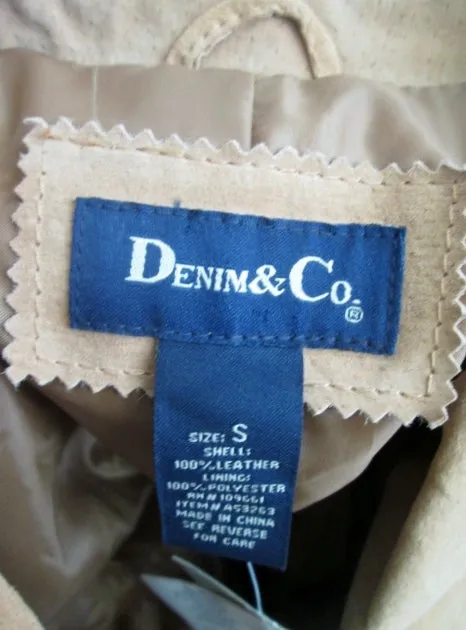 DENIM&CO.®
SIZE: S
SHELL:
100% LEATHER
LINING:
100% POLYESTER
RN# 109661
ITEM# A53263
MADE IN CHINA
SEE REVERSE
FOR CARE